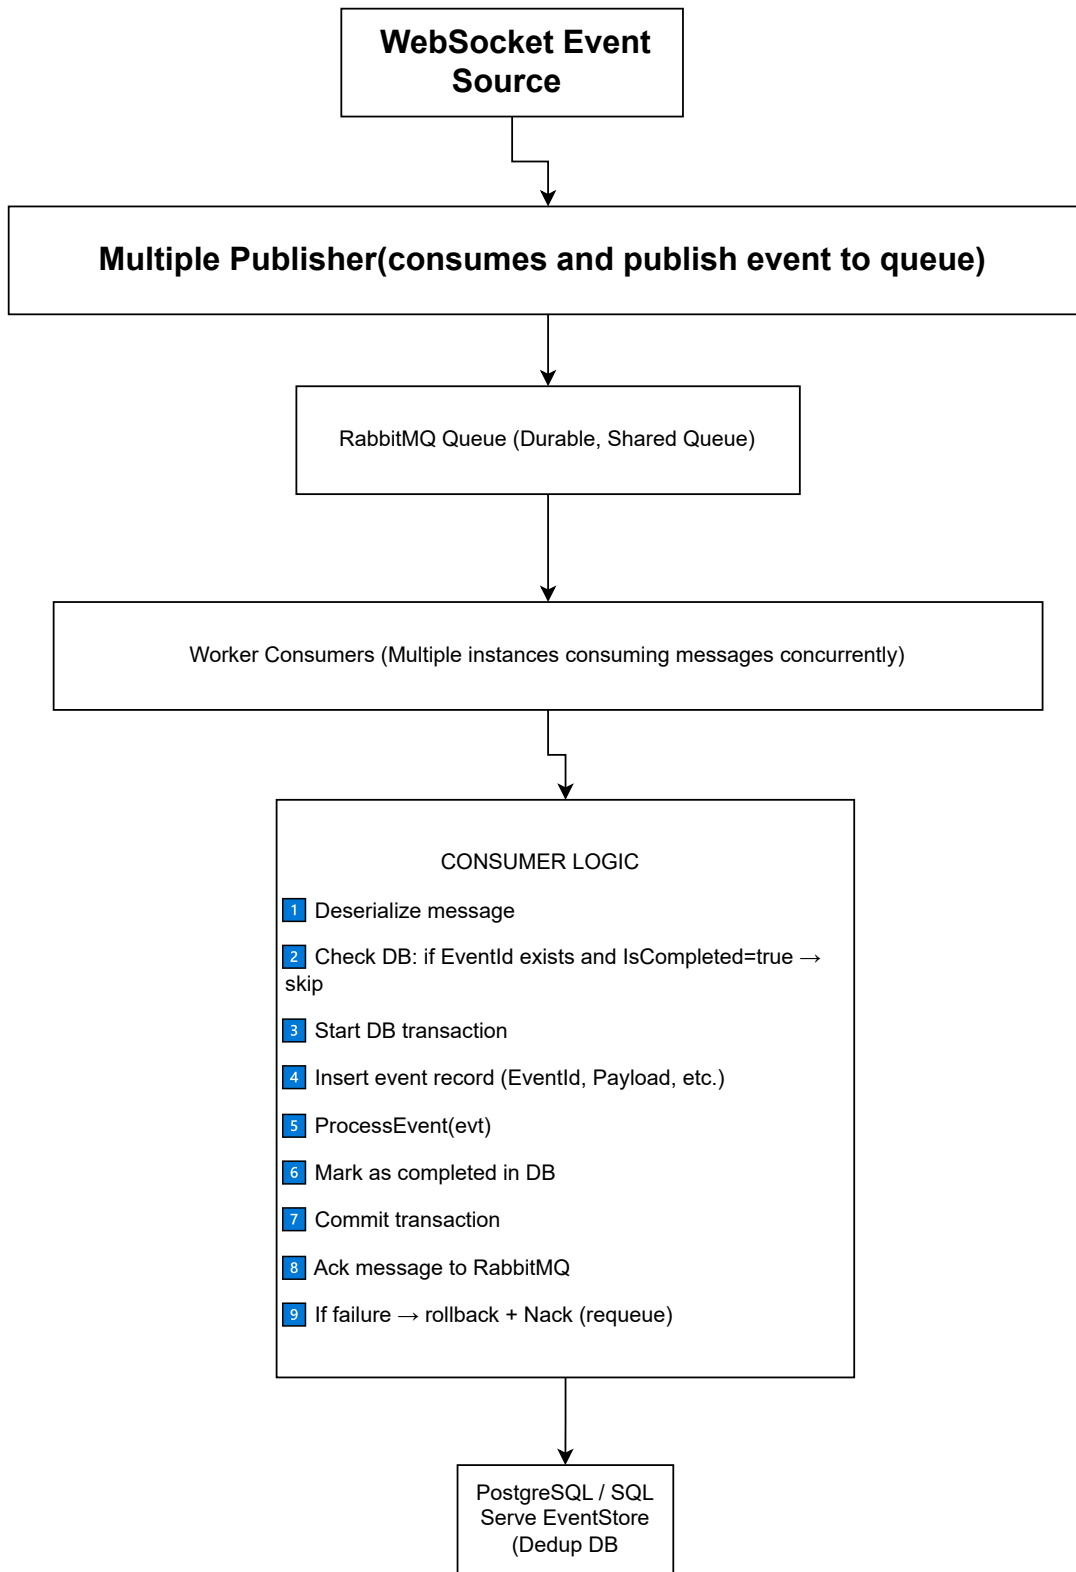 WebSocket Event
Source
Multiple Publisher(consumes and publish event to queue)
RabbitMQ Queue (Durable, Shared Queue)
Worker Consumers (Multiple instances consuming messages concurrently)
CONSUMER LOGIC
1 Deserialize message
2 Check DB: if EventId exists and IsCompleted=true →
skip
3 Start DB transaction
4 Insert event record (EventId, Payload, etc.)
5 ProcessEvent(evt)
6 Mark as completed in DB
7 Commit transaction
8 Ack message to RabbitMQ
9 If failure → rollback + Nack (requeue)
PostgreSQL / SQL
Serve EventStore
(Dedup DB